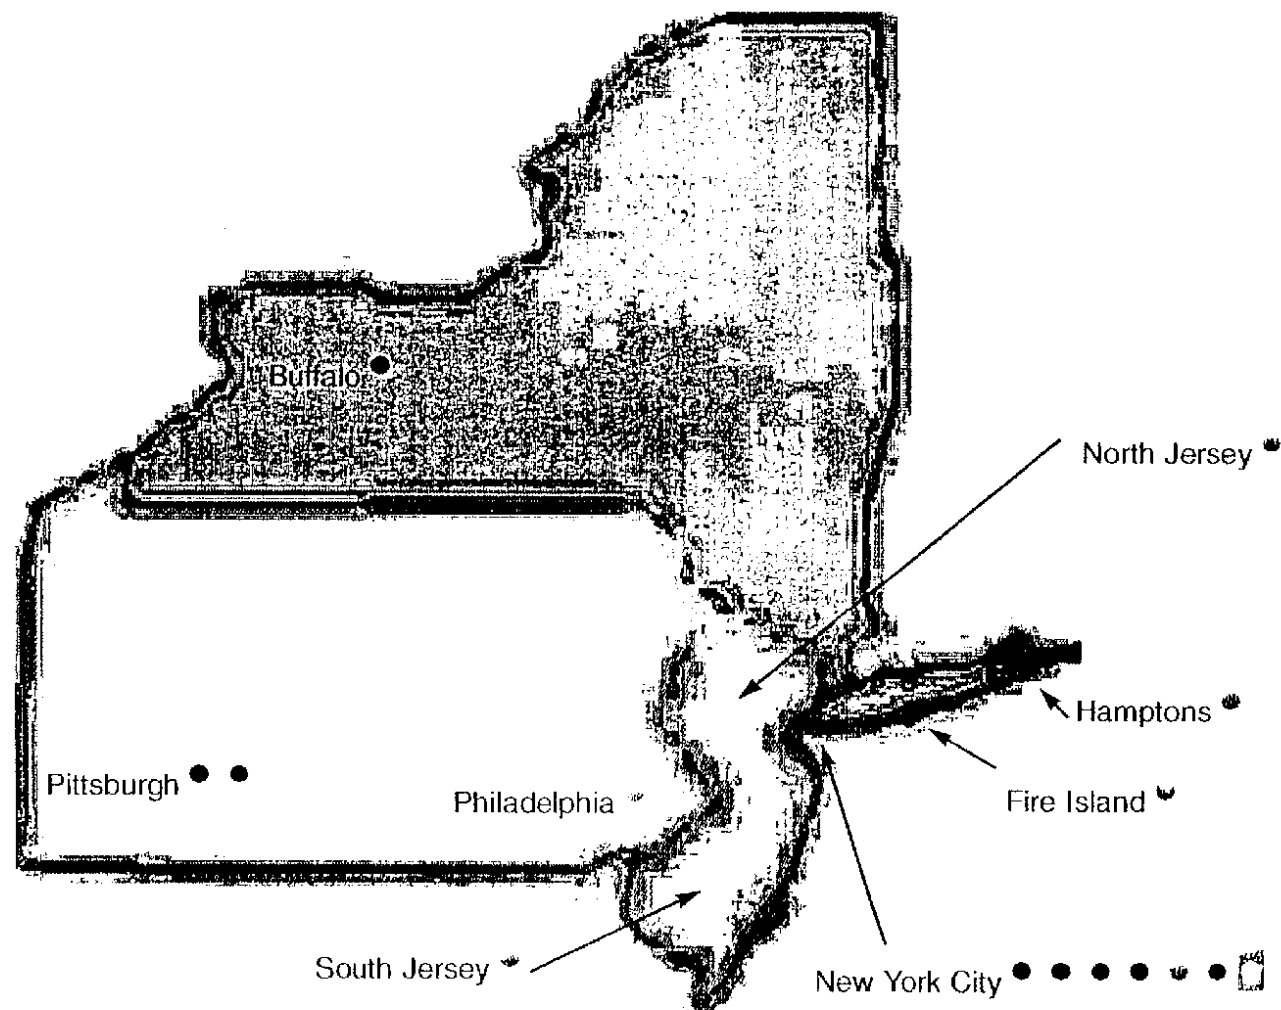 Buffalo
North Jersey
Hamptons
Pittsburgh
Philadelphia
Fire Island
South Jersey
New York City